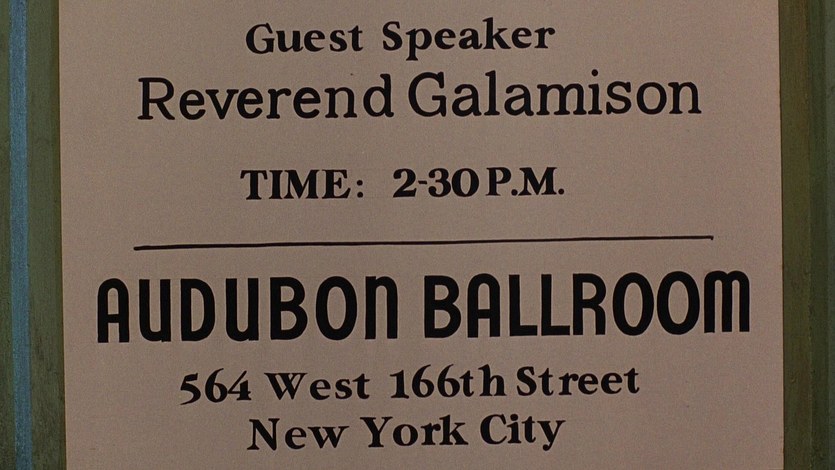 Guest Speaker
Reverend Galamison
TIME: 2-30 P.M.
AUDUBON BALLROOM
564 West 166th Street
New York City